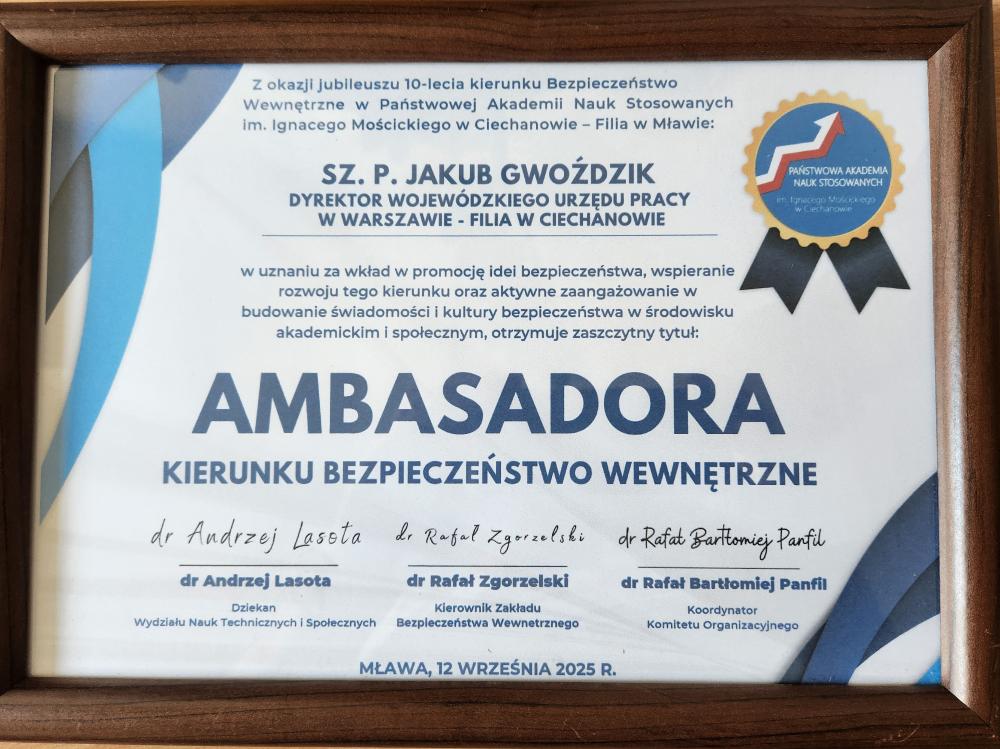 Z okazji jubileuszu 10-lecia kierunku Bezpieczeństwo
Wewnętrzne w Państwowej Akademii Nauk Stosowanych
im. Ignacego Mościckiego w Ciechanowie – Filia w Mławie:
SZ. P. JAKUB GWOŹDZIK
DYREKTOR WOJEWÓDZKIEGO URZĘDU PRACY
W WARSZAWIE - FILIA W CIECHANOWIE
PAŃSTWOWA AKADEMIA
NAUK STOSOWANYCH
im. Ignacego Mościckiego
w Ciechanowie
w uznaniu za wkład w promocję idei bezpieczeństwa, wspieranie
rozwoju tego kierunku oraz aktywne zaangażowanie w
budowanie świadomości i kultury bezpieczeństwa w środowisku
akademickim i społecznym, otrzymuje zaszczytny tytuł:
AMBASADORA
KIERUNKU BEZPIECZEŃSTWO WEWNĘTRZNE
dr Andrzej Lasota
dr Rafał Zgorzelski
dr Rafał Bartłomiej Panfil
dr Andrzej Lasota
dr Rafał Zgorzelski
dr Rafał Bartłomiej Panfil
Dziekan
Wydziału Nauk Technicznych i Społecznych
Kierownik Zakładu
Bezpieczeństwa Wewnetrznego
Koordynator
Komitetu Organizacyjnego
MŁAWA, 12 WRZEŚNIA 2025 R.